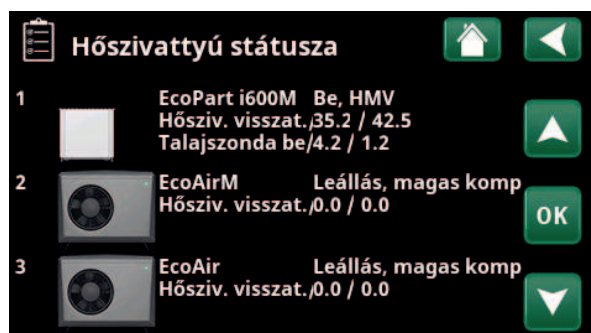 Hőszivattyú státusza
1 EcoPart i600M Be, HMV
Hősziv. visszat./35.2 / 42.5
Talajszonda be/4.2 / 1.2
2 EcoAirM Leállás, magas komp
Hősziv. visszat./0.0 / 0.0
OK
3 EcoAir Leállás, magas komp
Hősziv. visszat./0.0 / 0.0